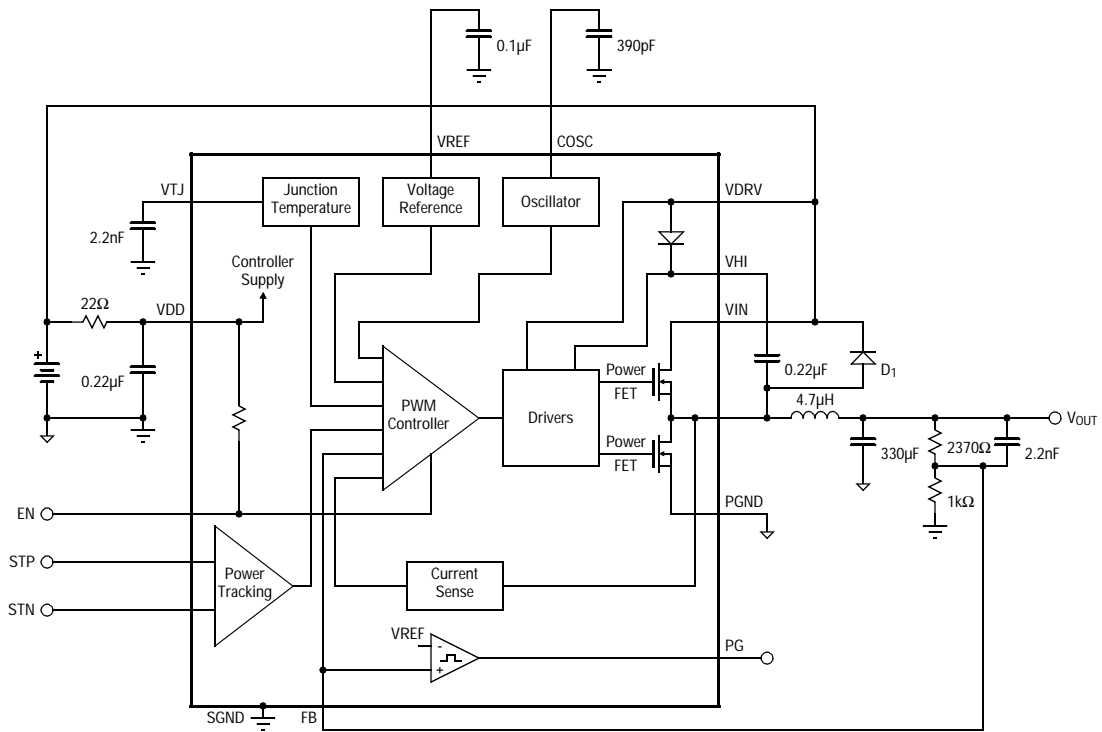 0.1µF
390pF
VREF
COSC
VTJ
Junction
Temperature
Voltage
Reference
Oscillator
VDRV
2.2nF
Controller
Supply
VHI
22Ω
VDD
VIN
+
0.22µF
PWM
Controller
Drivers
Power
FET
Power
FET
0.22µF
D1
4.7µH
VOUT
330µF
2370Ω
2.2nF
1kΩ
PGND
EN
STP
STN
Power
Tracking
Current
Sense
VREF
-
+
PG
SGND
FB